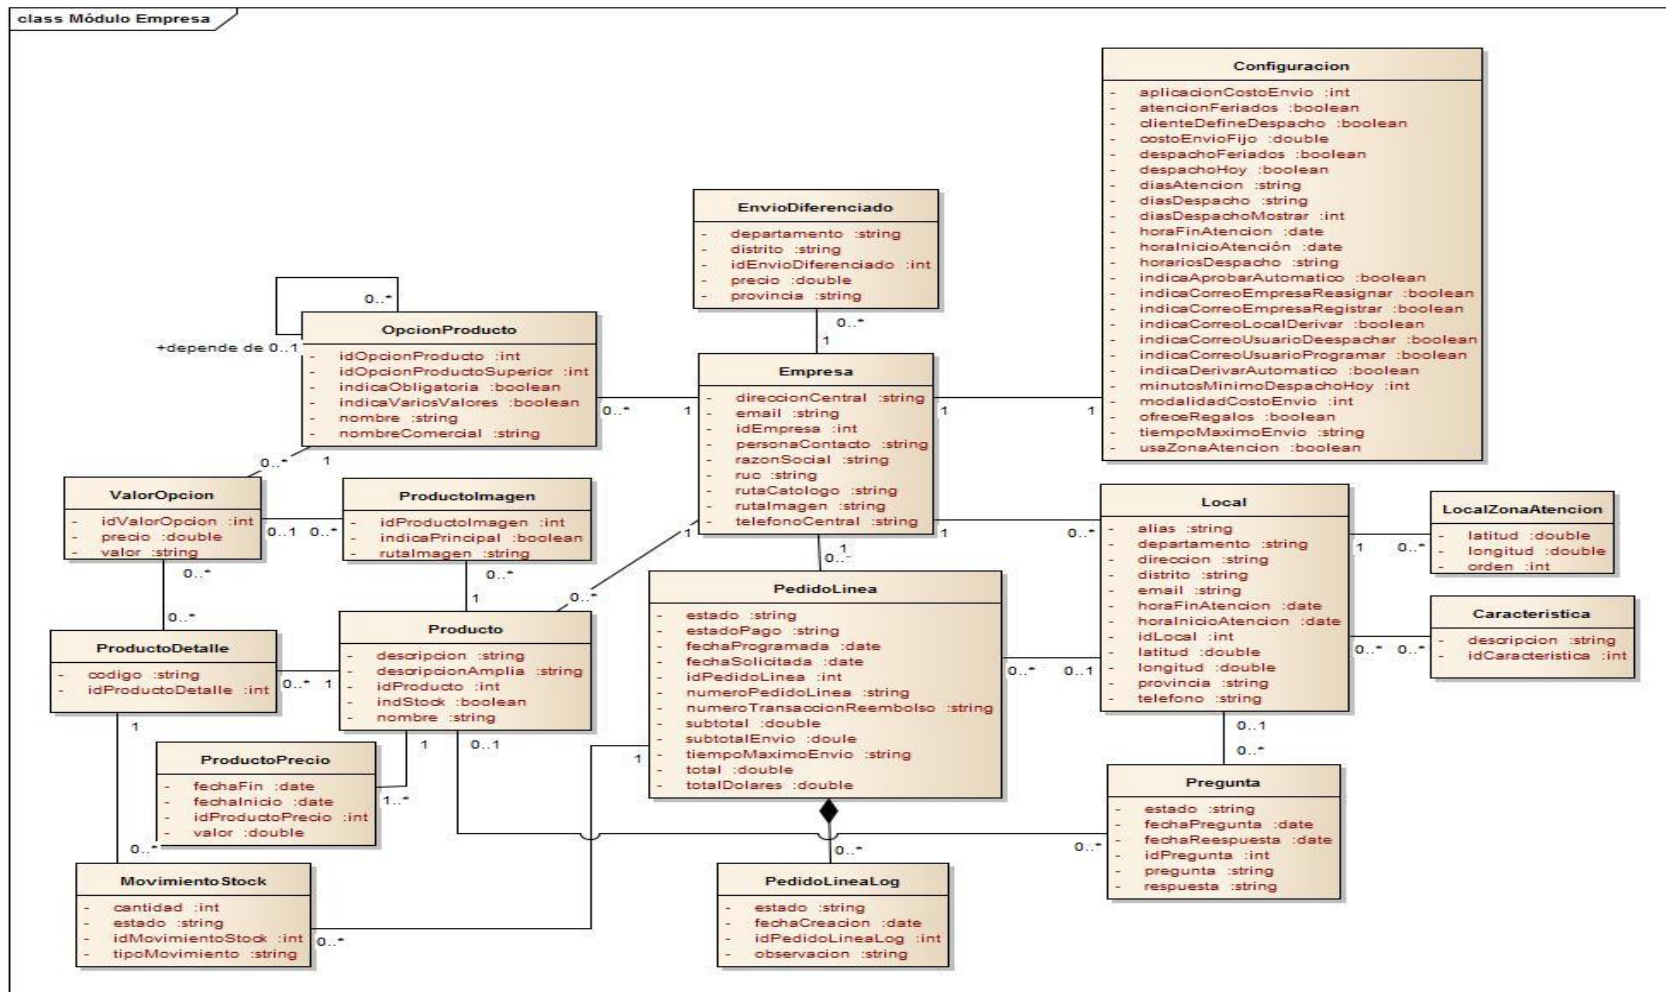 class Módulo Empresa
Configuracion
- aplicacionCostoEnvio :int
- atencionFeriados :boolean
- clienteDefineDespacho :boolean
- costoEnvioFijo :double
- despachoFeriados :boolean
- despachoHoy :boolean
- diasAtencion :string
- diasDespacho :string
- diasDespachoMostrar :int
- horaFinAtencion :date
- horaInicioAtención :date
- horariosDespacho :string
- indicaAprobarAutomatico :boolean
- indicaCorreoEmpresaReasignar :boolean
- indicaCorreoEmpresaRegistrar :boolean
- indicaCorreoLocalDerivar :boolean
- indicaCorreoUsuarioDeespachar :boolean
- indicaCorreoUsuarioProgramar :boolean
- indicaDerivarAutomatico :boolean
- minutosMinimoDespachoHoy :int
- modalidadCostoEnvio :int
- ofreceRegalos :boolean
- tiempoMaximoEnvio :string
- usaZonaAtencion :boolean
EnvioDiferenciado
- departamento :string
- distrito :string
- idEnvioDiferenciado :int
- precio :double
- provincia :string
0..*
1
0..*
+depende de 0..1
OpcionProducto
- idOpcionProducto :int
- idOpcionProductoSuperior :int
- indicaObligatoria :boolean
- indicaVariosValores :boolean
- nombre :string
- nombreComercial :string
0..*
1
Empresa
- direccionCentral :string
- email :string
- idEmpresa :int
- personaContacto :string
- razonSocial :string
- ruc :string
- rutaCatologo :string
- rutaImagen :string
- telefonoCentral :string
1
1
0..*
1
ValorOpcion
- idValorOpcion :int
- precio :double
- valor :string
0..1
0..*
ProductoImagen
- idProductoImagen :int
- indicaPrincipal :boolean
- rutaImagen :string
1
1
0..*
Local
- alias :string
- departamento :string
- direccion :string
- distrito :string
- email :string
- horaFinAtencion :date
- horaInicioAtencion :date
- idLocal :int
- latitud :double
- longitud :double
- provincia :string
- telefono :string
1
0..*
LocalZonaAtencion
- latitud :double
- longitud :double
- orden :int
0..*
0..*
Caracteristica
- descripcion :string
- idCaracteristica :int
0..*
0..*
0..*
1
0..*
1
0..*
ProductoDetalle
- codigo :string
- idProductoDetalle :int
0..*
1
Producto
- descripcion :string
- descripcionAmplia :string
- idProducto :int
- indStock :boolean
- nombre :string
PedidoLinea
- estado :string
- estadoPago :string
- fechaProgramada :date
- fechaSolicitada :date
- idPedidoLinea :int
- numeroPedidoLinea :string
- numeroTransaccionReembolso :string
- subtotal :double
- subtotalEnvio :doule
- tiempoMaximoEnvio :string
- total :double
- totalDolares :double
0..*
0..1
1
1
0..1
1
0..1
0..*
ProductoPrecio
- fechaFin :date
- fechaInicio :date
- idProductoPrecio :int
- valor :double
1..*
Pregunta
- estado :string
- fechaPregunta :date
- fechaReespuesta :date
- idPregunta :int
- pregunta :string
- respuesta :string
0..*
0..*
0..*
MovimientoStock
- cantidad :int
- estado :string
- idMovimientoStock :int
- tipoMovimiento :string
0..*
PedidoLineaLog
- estado :string
- fechaCreacion :date
- idPedidoLineaLog :int
- observacion :string